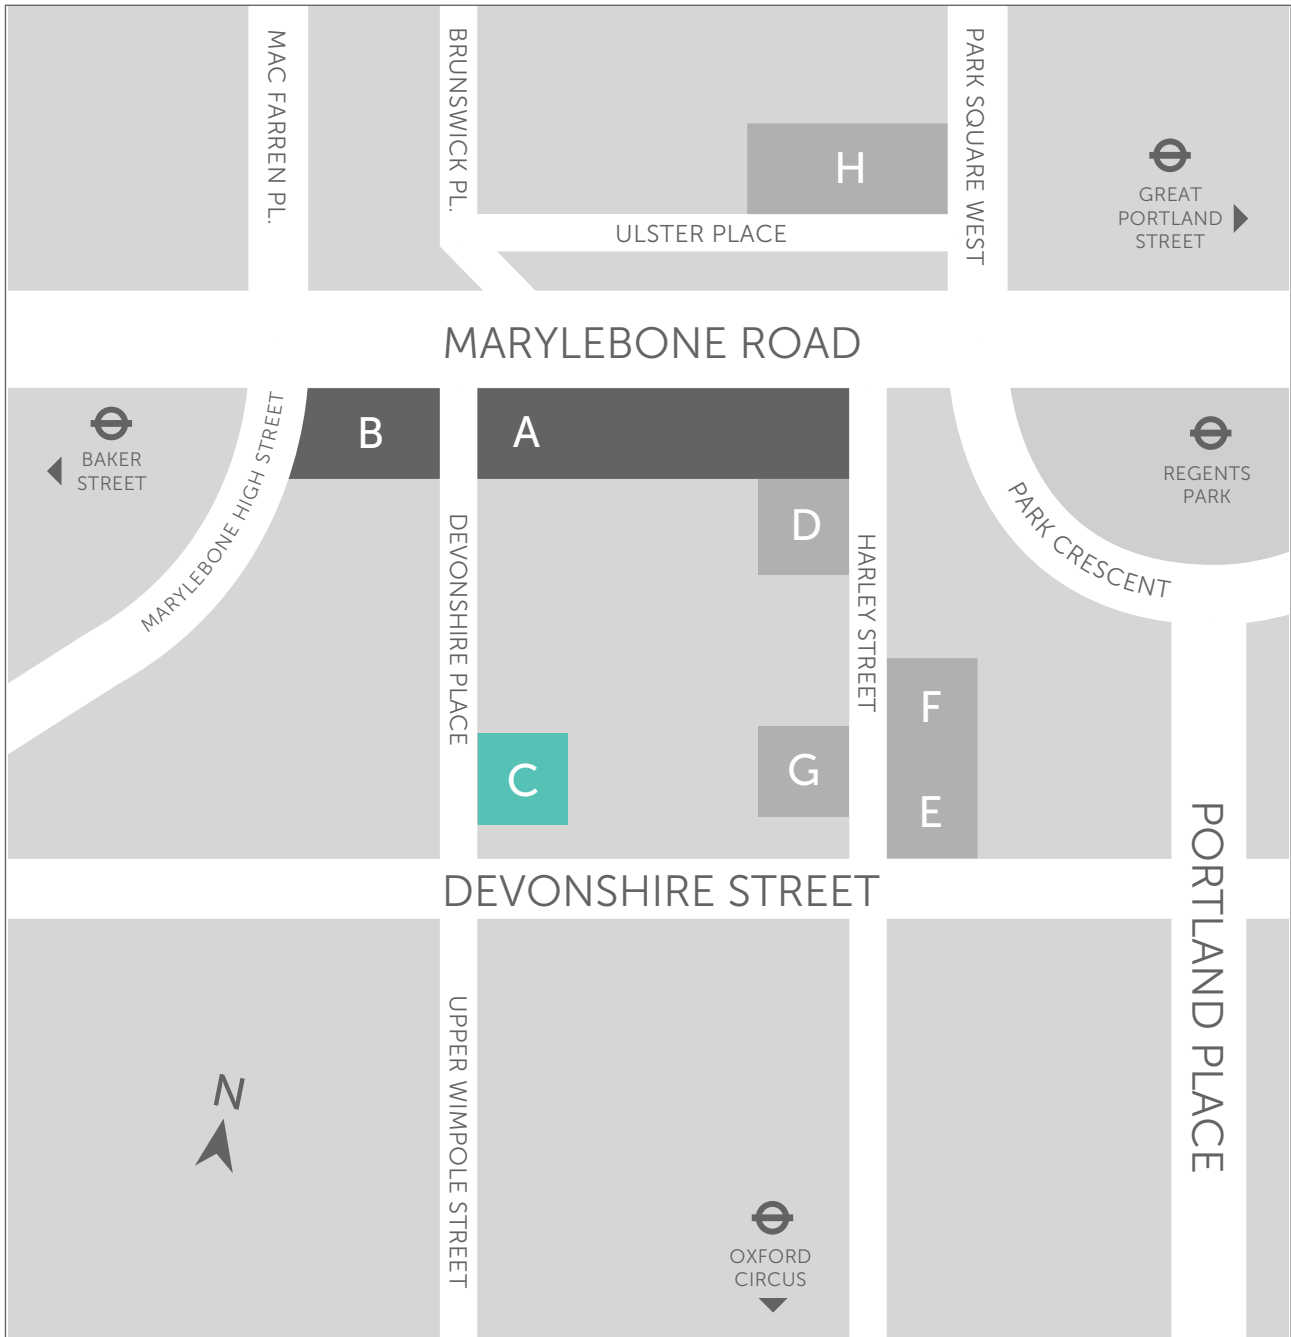 MAC FARREN PL.
BRUNSWICK PL.
PARK SQUARE WEST
H
GREAT
PORTLAND
STREET
ULSTER PLACE
MARYLEBONE ROAD
BAKER
STREET
MARYLEBONE HIGH STREET
B
A
REGENTS
PARK
PARK CRESCENT
D
DEVONSHIRE PLACE
HARLEY STREET
F
C
G
E
PORTLAND PLACE
DEVONSHIRE STREET
UPPER WIMPOLE STREET
N
OXFORD
CIRCUS